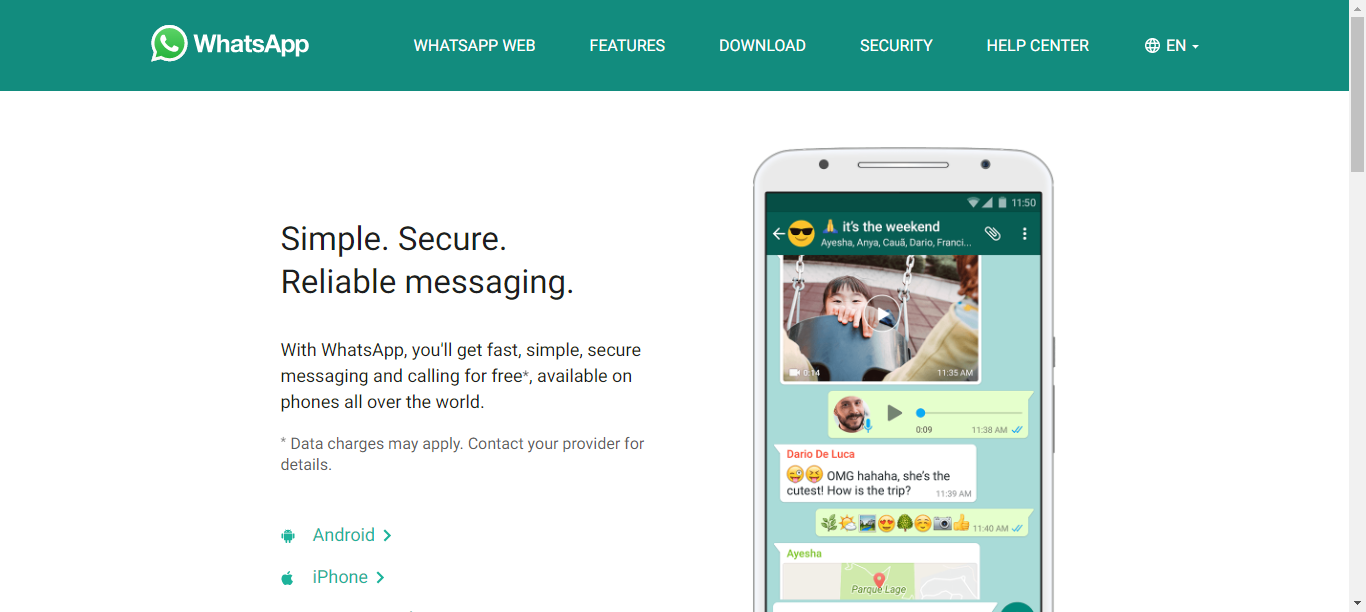 WhatsApp
WHATSAPP WEB
FEATURES
DOWNLOAD
SECURITY
HELP CENTER
EN
Simple. Secure.
Reliable messaging.
With WhatsApp, you'll get fast, simple, secure
messaging and calling for free*, available on
phones all over the world.
* Data charges may apply. Contact your provider for
details.
Android
iPhone
11:50
🙏 it's the weekend
Ayesha, Anya, Cauã, Dario, Franci...
0:14
11:35 AM
0:09
11:38 AM
Dario De Luca
😜😝 OMG hahaha, she's the
cutest! How is the trip?
11:39 AM
🌿🌤🏞😍🌳☺️📷👍 11:40 AM
Ayesha
Parque Lage